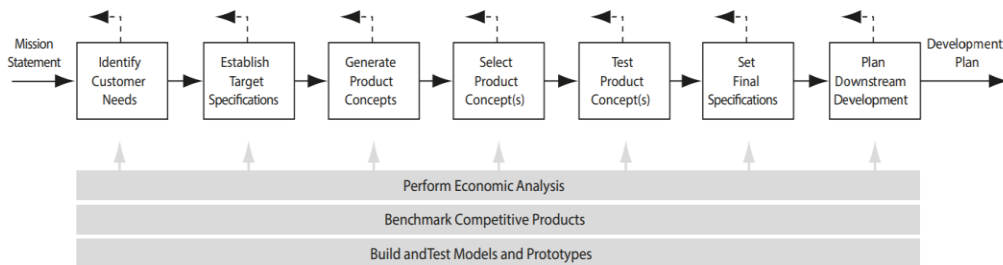 Mission
Statement
Identify
Customer
Needs
Establish
Target
Specifications
Generate
Product
Concepts
Select
Product
Concept(s)
Test
Product
Concept(s)
Set
Final
Specifications
Plan
Downstream
Development
Development
Plan
Perform Economic Analysis
Benchmark Competitive Products
Build andTest Models and Prototypes